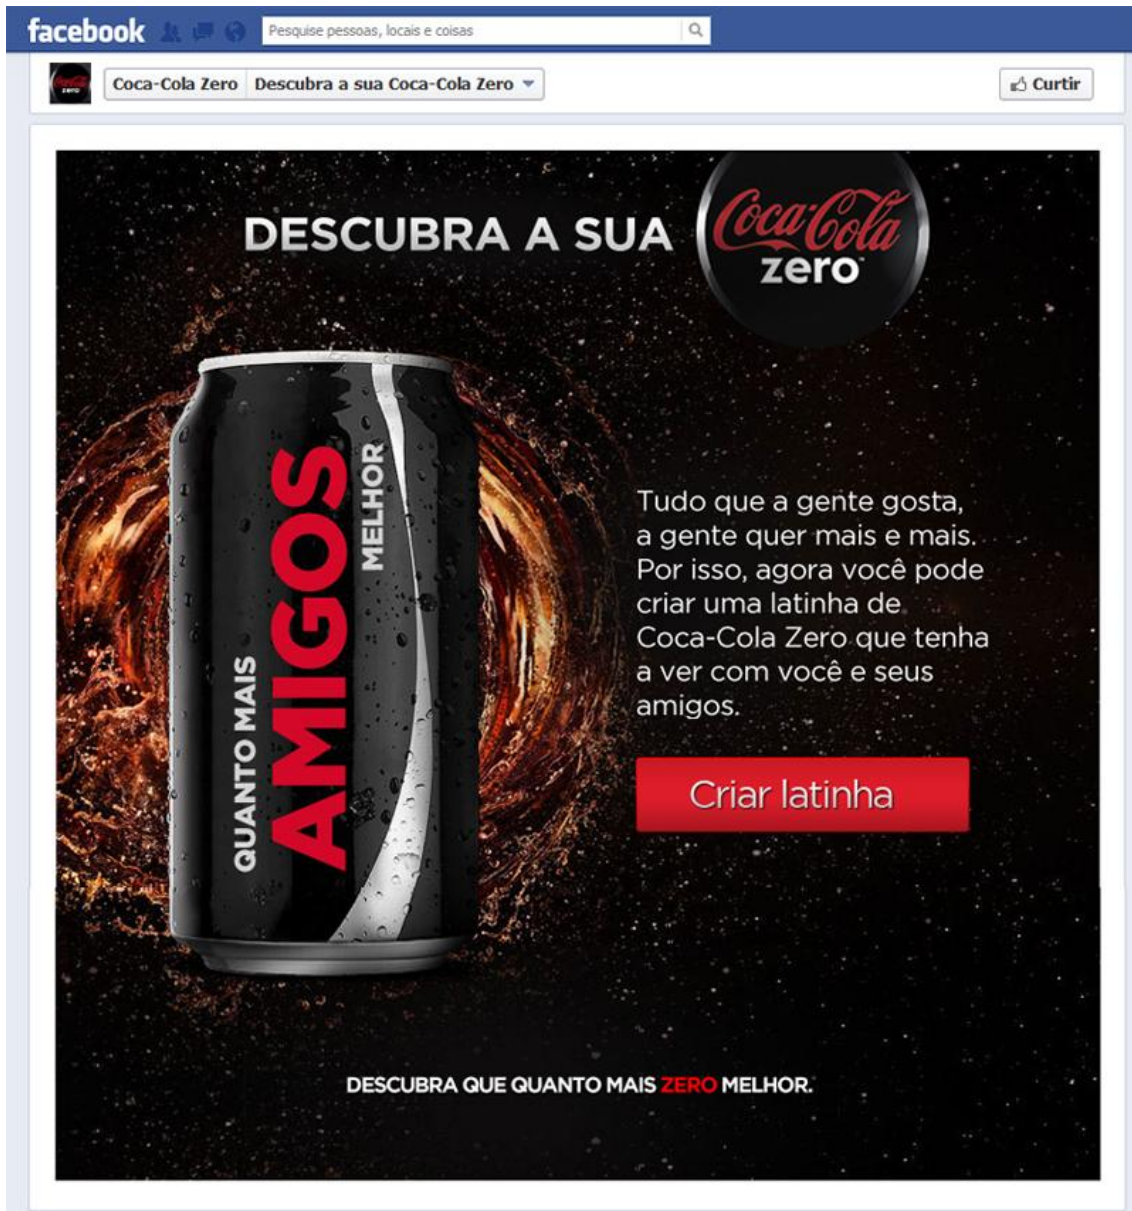 facebook
Pesquise pessoas, locais e coisas
Coca-Cola Zero
Descubra a sua Coca-Cola Zero
Curtir
DESCUBRA A SUA
Coca-Cola
zero
QUANTO MAIS
AMIGOS
MELHOR
Tudo que a gente gosta,
a gente quer mais e mais.
Por isso, agora você pode
criar uma latinha de
Coca-Cola Zero que tenha
a ver com você e seus
amigos.
Criar latinha
DESCUBRA QUE QUANTO MAIS ZERO MELHOR.